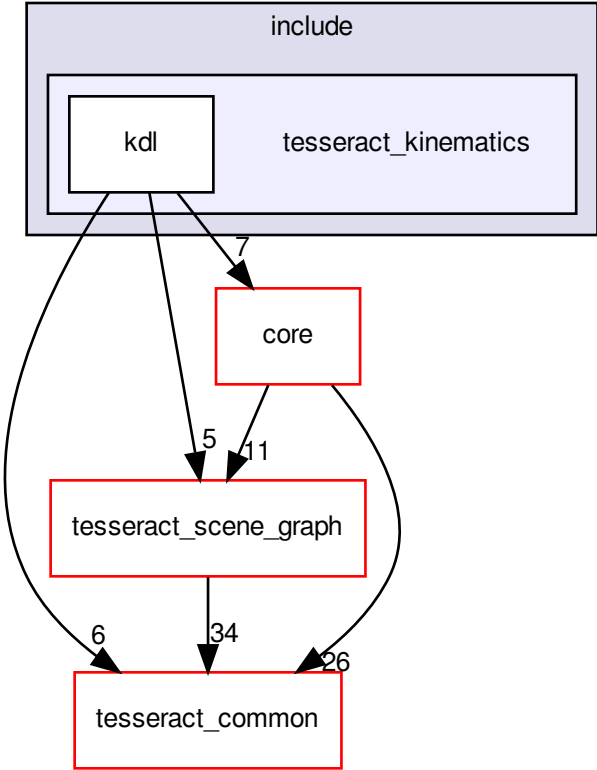 include
kdl
tesseract_kinematics
7
core
5
11
tesseract_scene_graph
6
34
26
tesseract_common